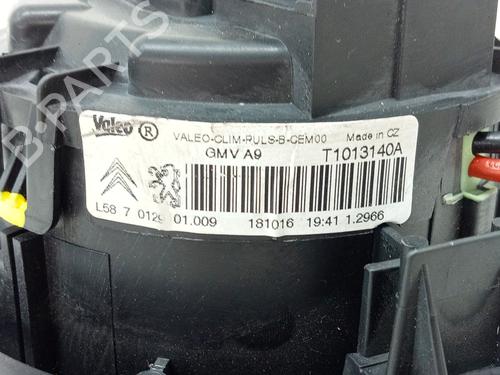 Valeo ® VALEO-CLIM-PULS-B-CEM00 Made in CZ
GMV A9 T1013140A
L58 7 0129 01.009 181016 19:41 1.2966
B-PARTS